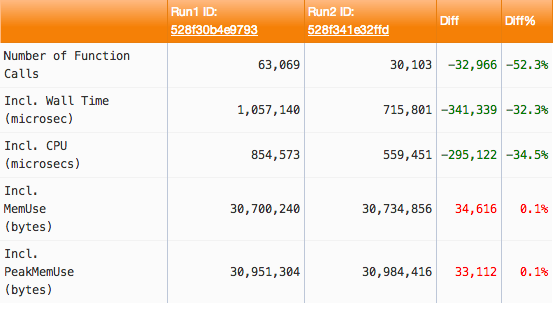 Run1 ID: Run2 ID: Diff Diff%
528f30b4e9793 528f341e32ffd
Number of Function 63,069 30,103 -32,966 -52.3%
Calls
Incl. Wall Time 1,057,140 715,801 -341,339 -32.3%
(microsec)
Incl. CPU 854,573 559,451 -295,122 -34.5%
(microsecs)
Incl.
MemUse 30,700,240 30,734,856 34,616 0.1%
(bytes)
Incl.
PeakMemUse 30,951,304 30,984,416 33,112 0.1%
(bytes)